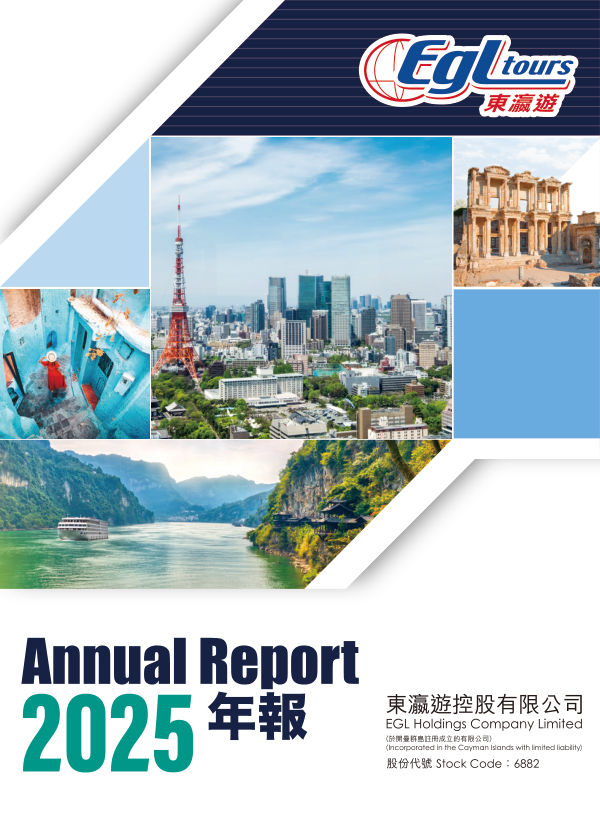 Egl tours
東瀛遊
Annual Report
2025 年報
東瀛遊控股有限公司
EGL Holdings Company Limited
(於開曼群島註冊成立的有限公司)
(Incorporated in the Cayman Islands with limited liability)
股份代號 Stock Code：6882